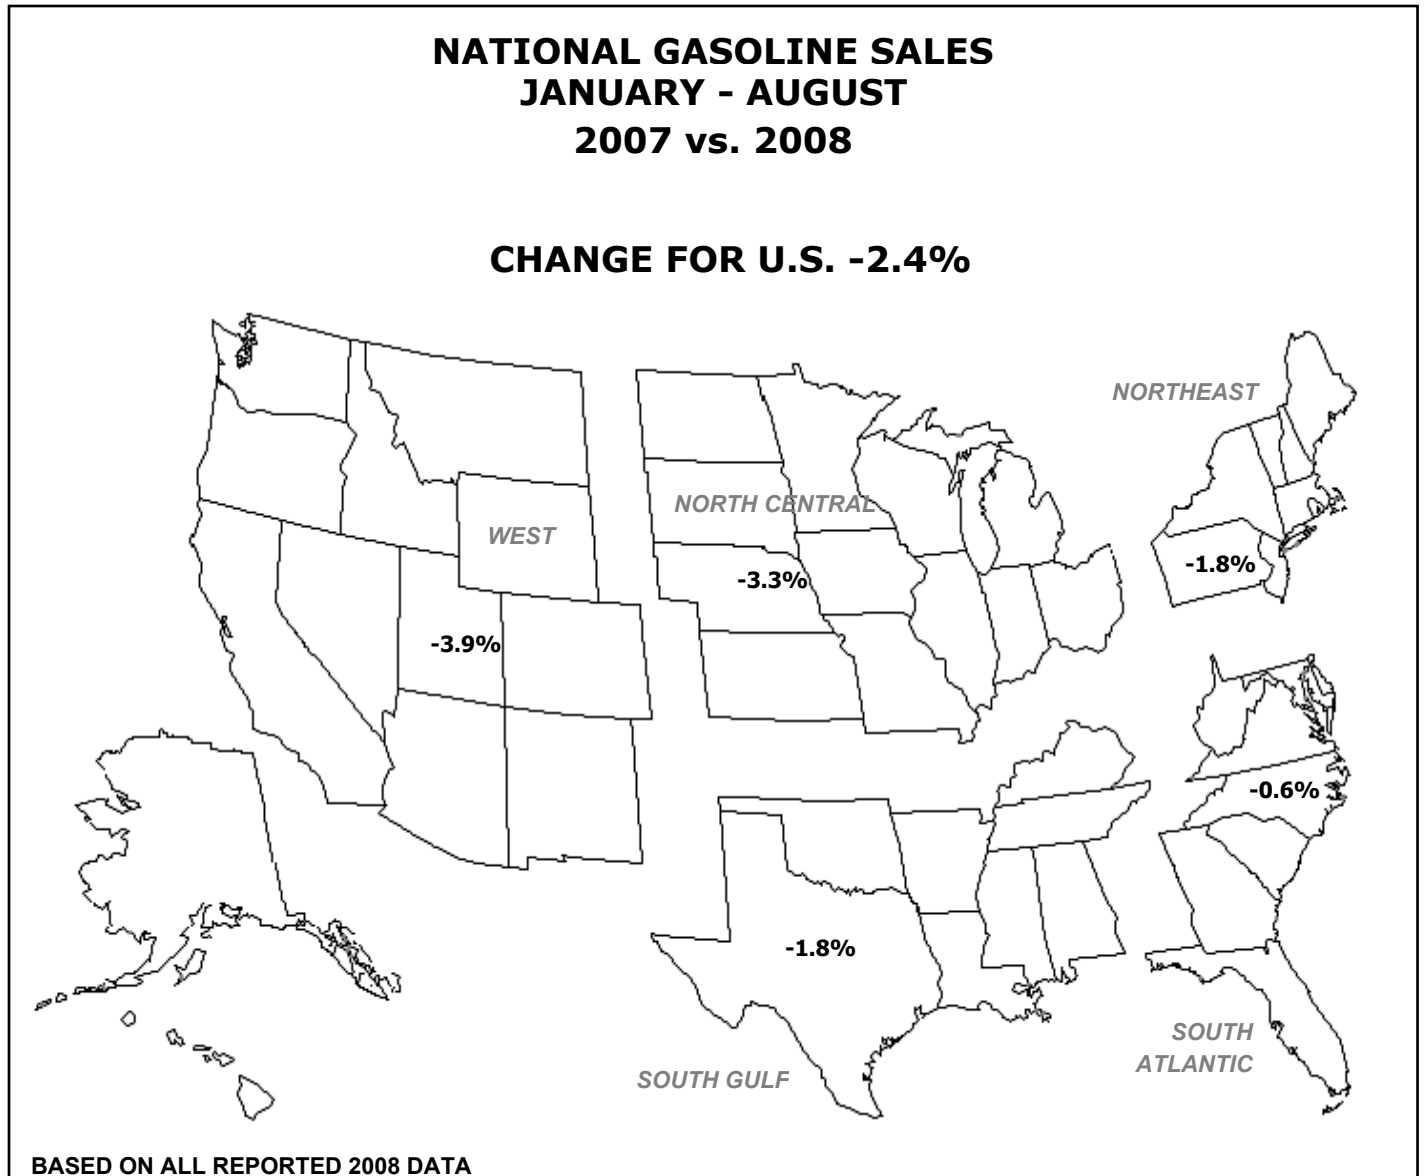 NATIONAL GASOLINE SALES
JANUARY - AUGUST
2007 vs. 2008
CHANGE FOR U.S. -2.4%
NORTHEAST
NORTH CENTRAL
WEST
-1.8%
-3.3%
-3.9%
-0.6%
-1.8%
SOUTH
ATLANTIC
SOUTH GULF
BASED ON ALL REPORTED 2008 DATA